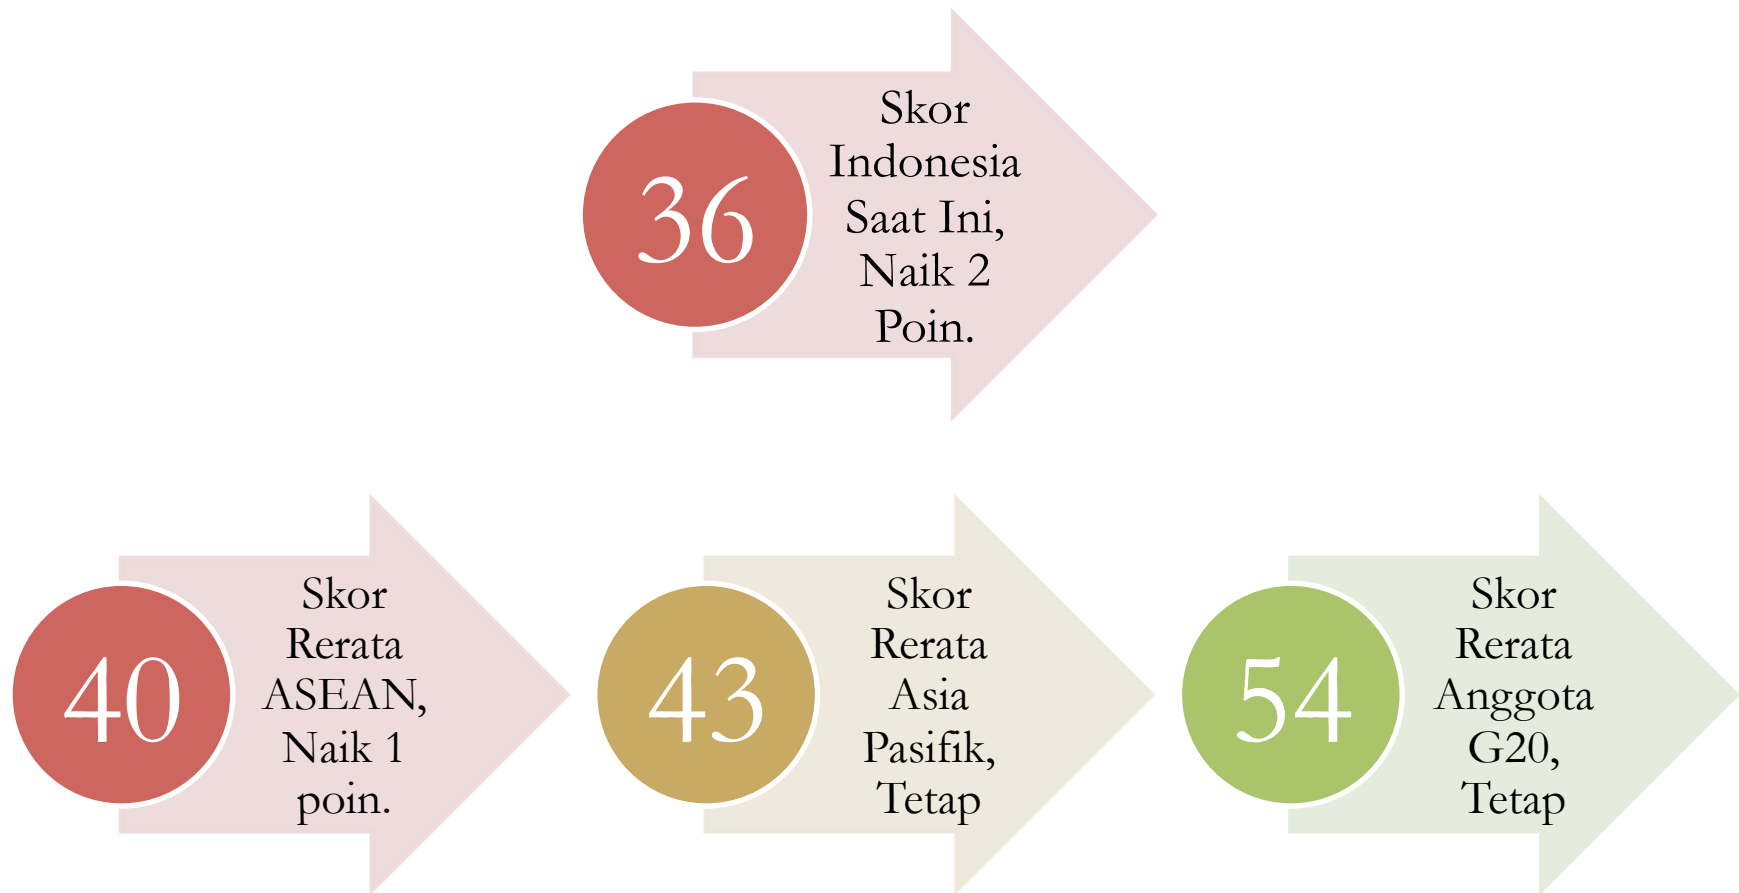 36
Skor
Indonesia
Saat Ini,
Naik 2
Poin.
40
Skor
Rerata
ASEAN,
Naik 1
poin.
43
Skor
Rerata
Asia
Pasifik,
Tetap
54
Skor
Rerata
Anggota
G20,
Tetap